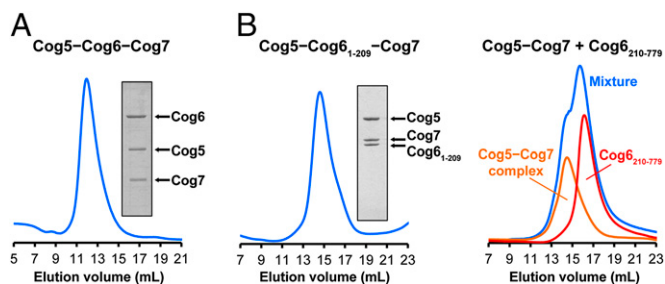 A
Cog5−Cog6−Cog7
Cog6
Cog5
Cog7
5 7 9 11 13 15 17 19 21
Elution volume (mL)
B
Cog5−Cog6₁₋₂₀₉−Cog7
Cog5
Cog7
Cog6₁₋₂₀₉
7 9 11 13 15 17 19 21 23
Elution volume (mL)
Cog5−Cog7 + Cog6₂₁₀₋₇₇₉
Mixture
Cog5−Cog7
complex
Cog6₂₁₀₋₇₇₉
7 9 11 13 15 17 19 21 23
Elution volume (mL)